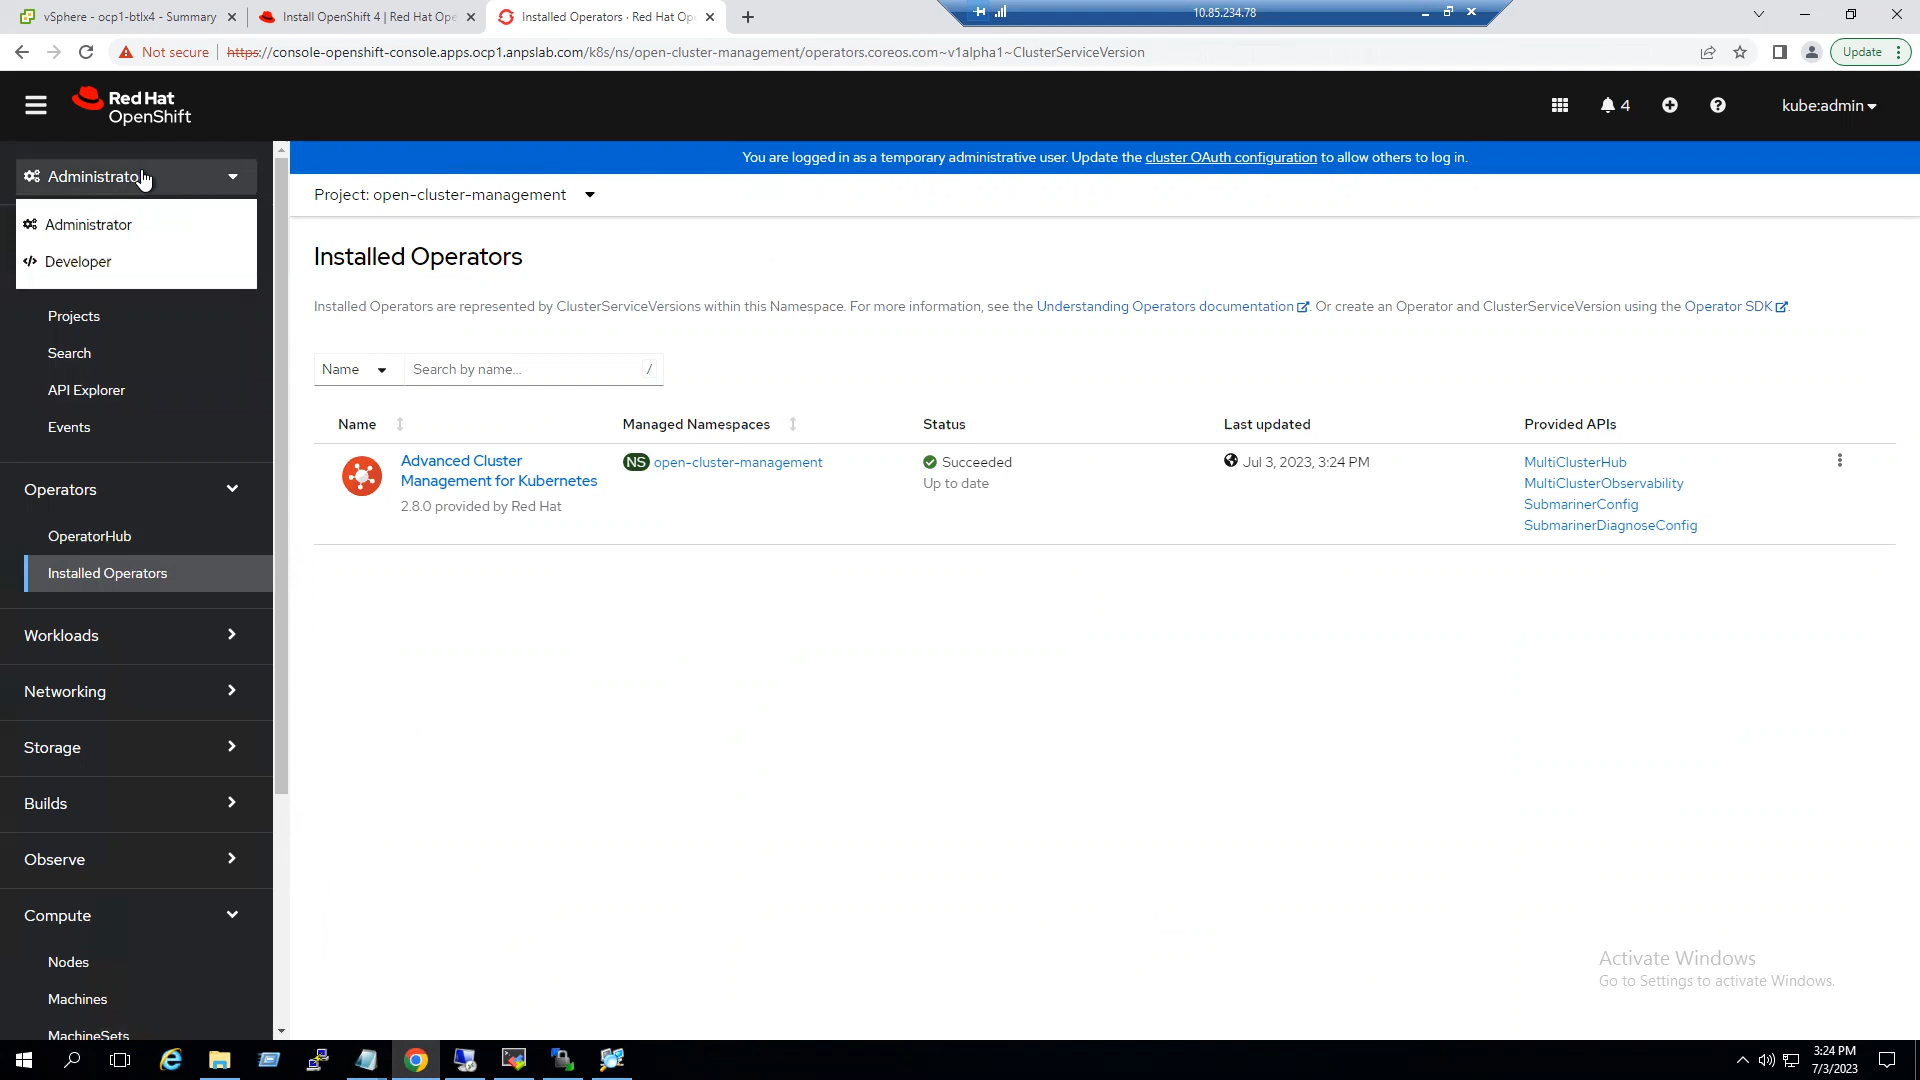 vSphere - ocp1-btlx4 - Summary
Install OpenShift 4 | Red Hat Ope
Installed Operators · Red Hat Op
10.85.234.78
Not secure
https://console-openshift-console.apps.ocp1.anpslab.com/k8s/ns/open-cluster-management/operators.coreos.com~v1alpha1~ClusterServiceVersion
Update
Red Hat
OpenShift
4
kube:admin
You are logged in as a temporary administrative user. Update the cluster OAuth configuration to allow others to log in.
Administrato
Administrator
Developer
Projects
Search
API Explorer
Events
Operators
OperatorHub
Installed Operators
Workloads
Networking
Storage
Builds
Observe
Compute
Nodes
Machines
MachineSets
Project: open-cluster-management
Installed Operators
Installed Operators are represented by ClusterServiceVersions within this Namespace. For more information, see the Understanding Operators documentation. Or create an Operator and ClusterServiceVersion using the Operator SDK.
Name
Search by name...
/
Name
Managed Namespaces
Status
Last updated
Provided APIs
Advanced Cluster
Management for Kubernetes
2.8.0 provided by Red Hat
NS open-cluster-management
Succeeded
Up to date
Jul 3, 2023, 3:24 PM
MultiClusterHub
MultiClusterObservability
SubmarinerConfig
SubmarinerDiagnoseConfig
Activate Windows
Go to Settings to activate Windows.
3:24 PM
7/3/2023